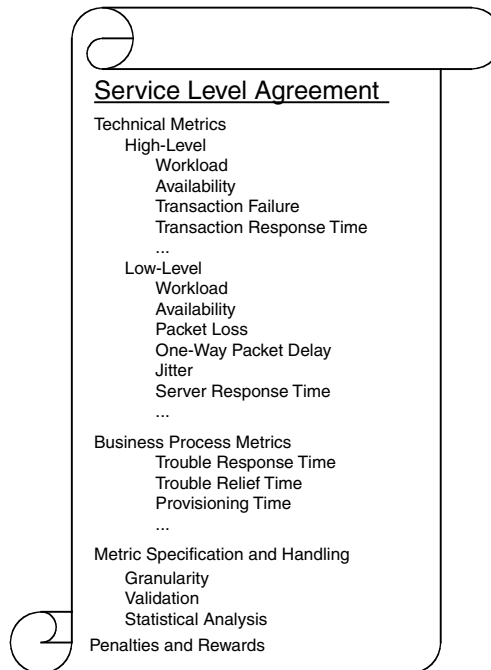 Service Level Agreement
Technical Metrics
High-Level
Workload
Availability
Transaction Failure
Transaction Response Time
...
Low-Level
Workload
Availability
Packet Loss
One-Way Packet Delay
Jitter
Server Response Time
...
Business Process Metrics
Trouble Response Time
Trouble Relief Time
Provisioning Time
...
Metric Specification and Handling
Granularity
Validation
Statistical Analysis
Penalties and Rewards